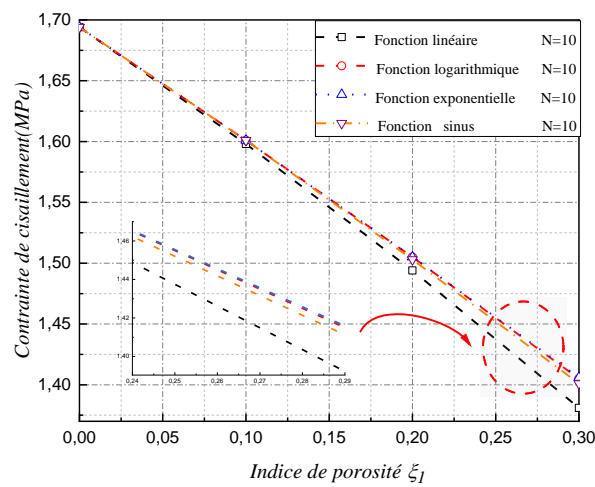 1,70
1,65
1,60
1,55
1,50
1,45
1,40
Contrainte de cisaillement(MPa)
Fonction linéaire N=10
Fonction logarithmique N=10
Fonction exponentielle N=10
Fonction sinus N=10
1,46
1,44
1,42
1,40
0,24 0,25 0,26 0,27 0,28 0,29
0,00 0,05 0,10 0,15 0,20 0,25 0,30
Indice de porosité ξ1